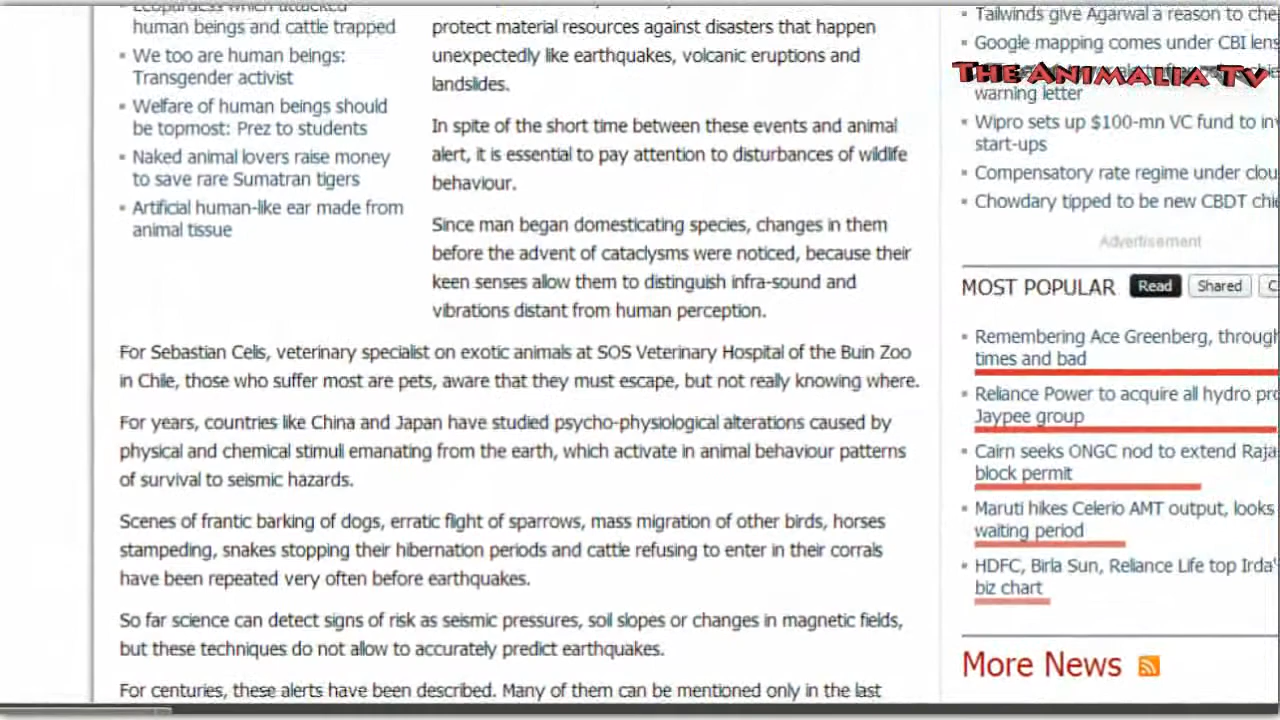 Leopardess which attacked
human beings and cattle trapped
We too are human beings:
Transgender activist
Welfare of human beings should
be topmost: Prez to students
Naked animal lovers raise money
to save rare Sumatran tigers
Artificial human-like ear made from
animal tissue
protect material resources against disasters that happen
unexpectedly like earthquakes, volcanic eruptions and
landslides.
In spite of the short time between these events and animal
alert, it is essential to pay attention to disturbances of wildlife
behaviour.
Since man began domesticating species, changes in them
before the advent of cataclysms were noticed, because their
keen senses allow them to distinguish infra-sound and
vibrations distant from human perception.
For Sebastian Celis, veterinary specialist on exotic animals at SOS Veterinary Hospital of the Buin Zoo
in Chile, those who suffer most are pets, aware that they must escape, but not really knowing where.
For years, countries like China and Japan have studied psycho-physiological alterations caused by
physical and chemical stimuli emanating from the earth, which activate in animal behaviour patterns
of survival to seismic hazards.
Scenes of frantic barking of dogs, erratic flight of sparrows, mass migration of other birds, horses
stampeding, snakes stopping their hibernation periods and cattle refusing to enter in their corrals
have been repeated very often before earthquakes.
So far science can detect signs of risk as seismic pressures, soil slopes or changes in magnetic fields,
but these techniques do not allow to accurately predict earthquakes.
For centuries, these alerts have been described. Many of them can be mentioned only in the last
Tailwinds give Agarwal a reason to che
Google mapping comes under CBI lens
The Animalia Tv
warning letter
Wipro sets up $100-mn VC fund to inv
start-ups
Compensatory rate regime under clou
Chowdary tipped to be new CBDT chie
Advertisement
MOST POPULAR Read Shared C
Remembering Ace Greenberg, through
times and bad
Reliance Power to acquire all hydro pro
Jaypee group
Cairn seeks ONGC nod to extend Raja
block permit
Maruti hikes Celerio AMT output, looks
waiting period
HDFC, Birla Sun, Reliance Life top Irda'
biz chart
More News